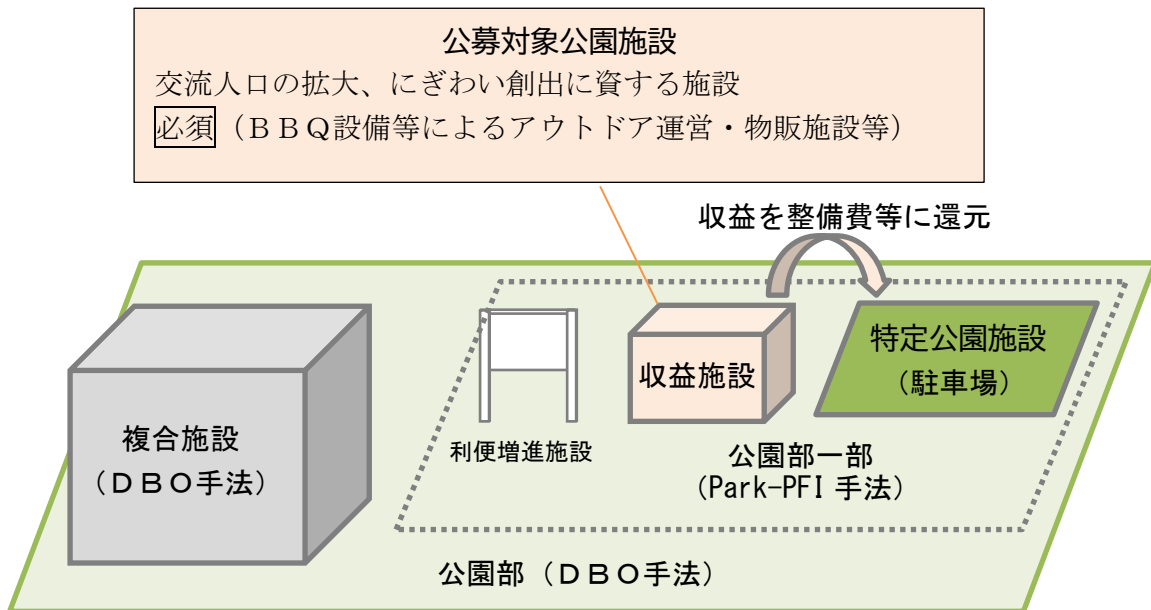 公募対象公園施設
交流人口の拡大、にぎわい創出に資する施設
必須（ＢＢＱ設備等によるアウトドア運営・物販施設等）
収益を整備費等に還元
複合施設
（ＤＢＯ手法）
利便増進施設
収益施設
特定公園施設
（駐車場）
公園部一部
（Park-PFI 手法）
公園部（ＤＢＯ手法）